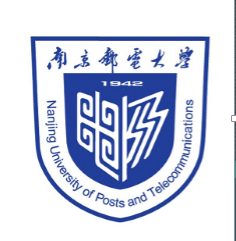 南京郵電大學
1942
Nanjing University of Posts and Telecommunications